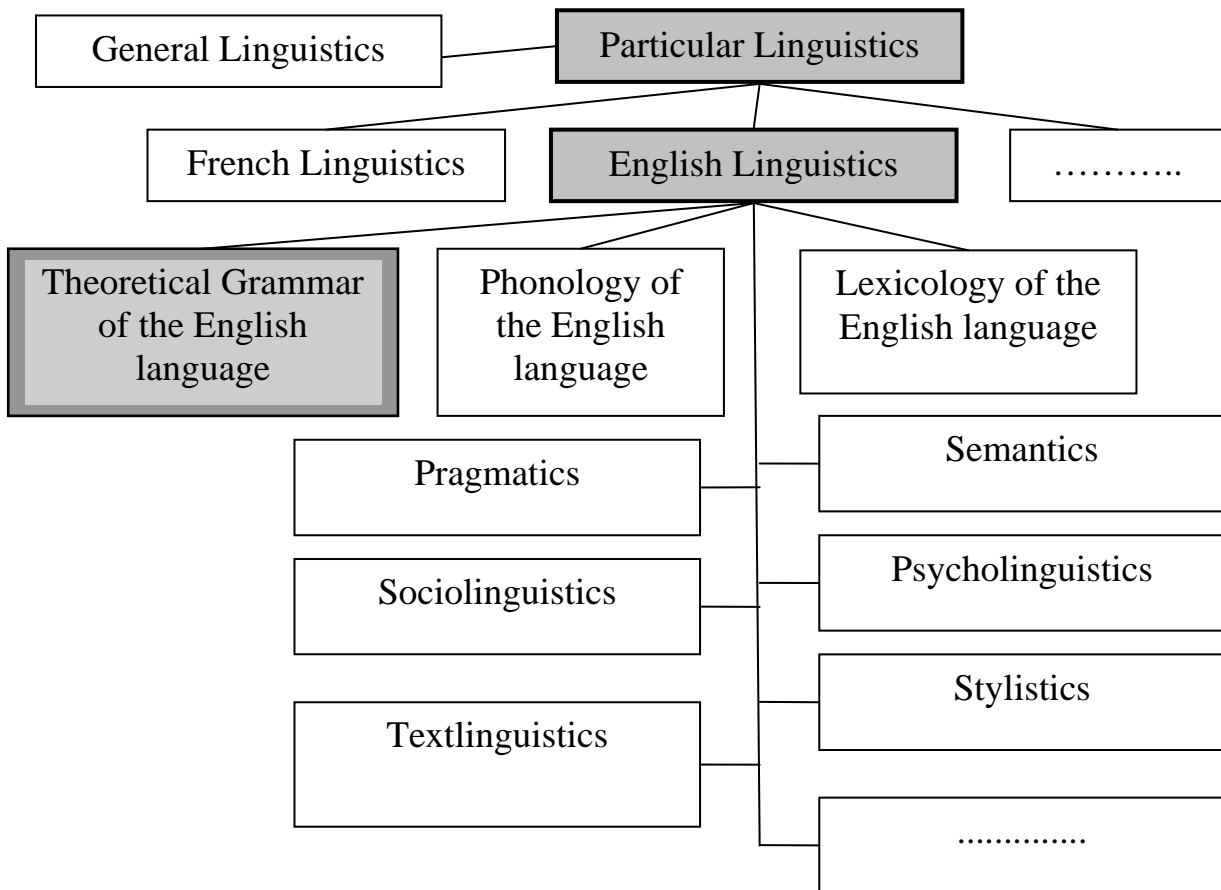 General Linguistics
Particular Linguistics
French Linguistics
English Linguistics
………..
Theoretical Grammar
of the English
language
Phonology of
the English
language
Lexicology of the
English language
Pragmatics
Semantics
Sociolinguistics
Psycholinguistics
Textlinguistics
Stylistics
..............